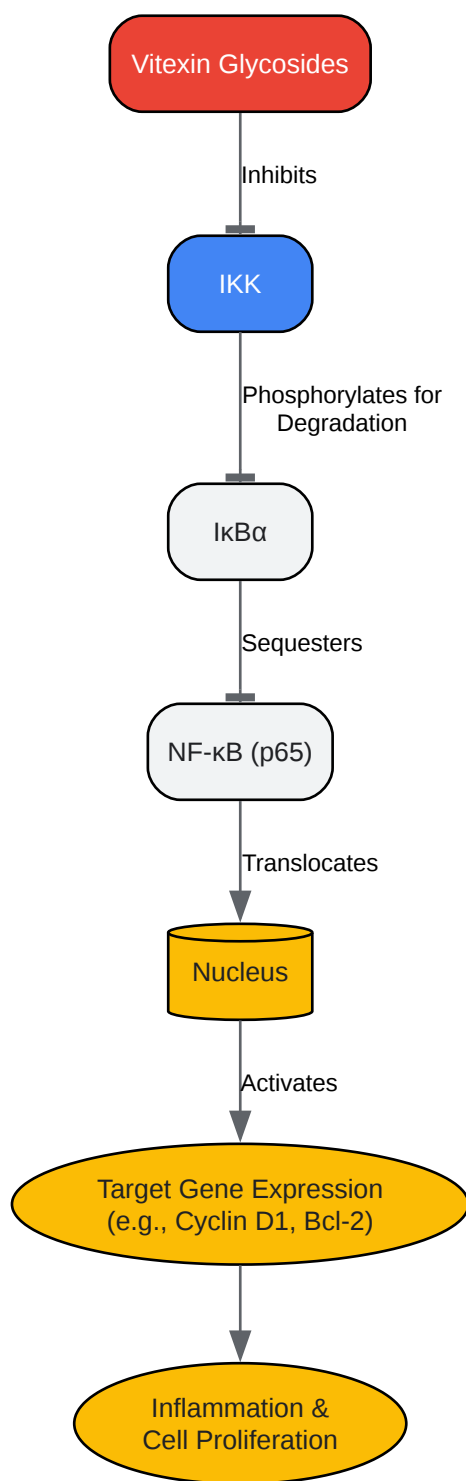 Vitexin Glycosides
Inhibits
IKK
Phosphorylates for
Degradation
IκBα
Sequesters
NF-κB (p65)
Translocates
Nucleus
Activates
Target Gene Expression
(e.g., Cyclin D1, Bcl-2)
Inflammation &
Cell Proliferation